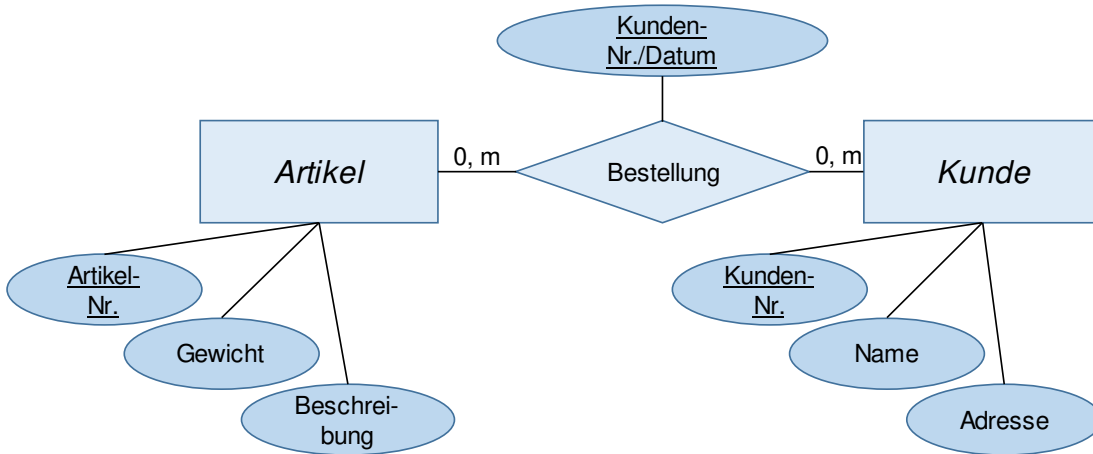 Kunden-
Nr./Datum
Artikel
0, m
Bestellung
0, m
Kunde
Artikel-
Nr.
Gewicht
Beschrei-
bung
Kunden-
Nr.
Name
Adresse